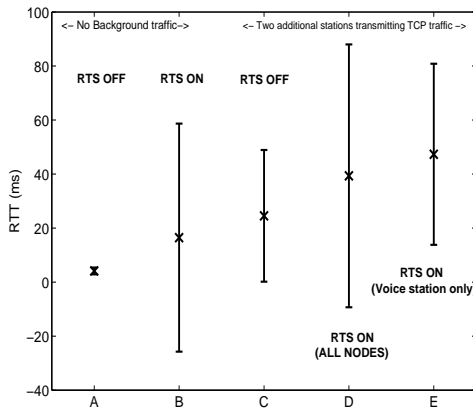 <– No Background traffic–>
<– Two additional stations transmitting TCP traffic –>
RTS OFF
RTS ON
RTS OFF
RTS ON
(Voice station only)
RTS ON
(ALL NODES)
RTT (ms)
100
80
60
40
20
0
−20
−40
A
B
C
D
E